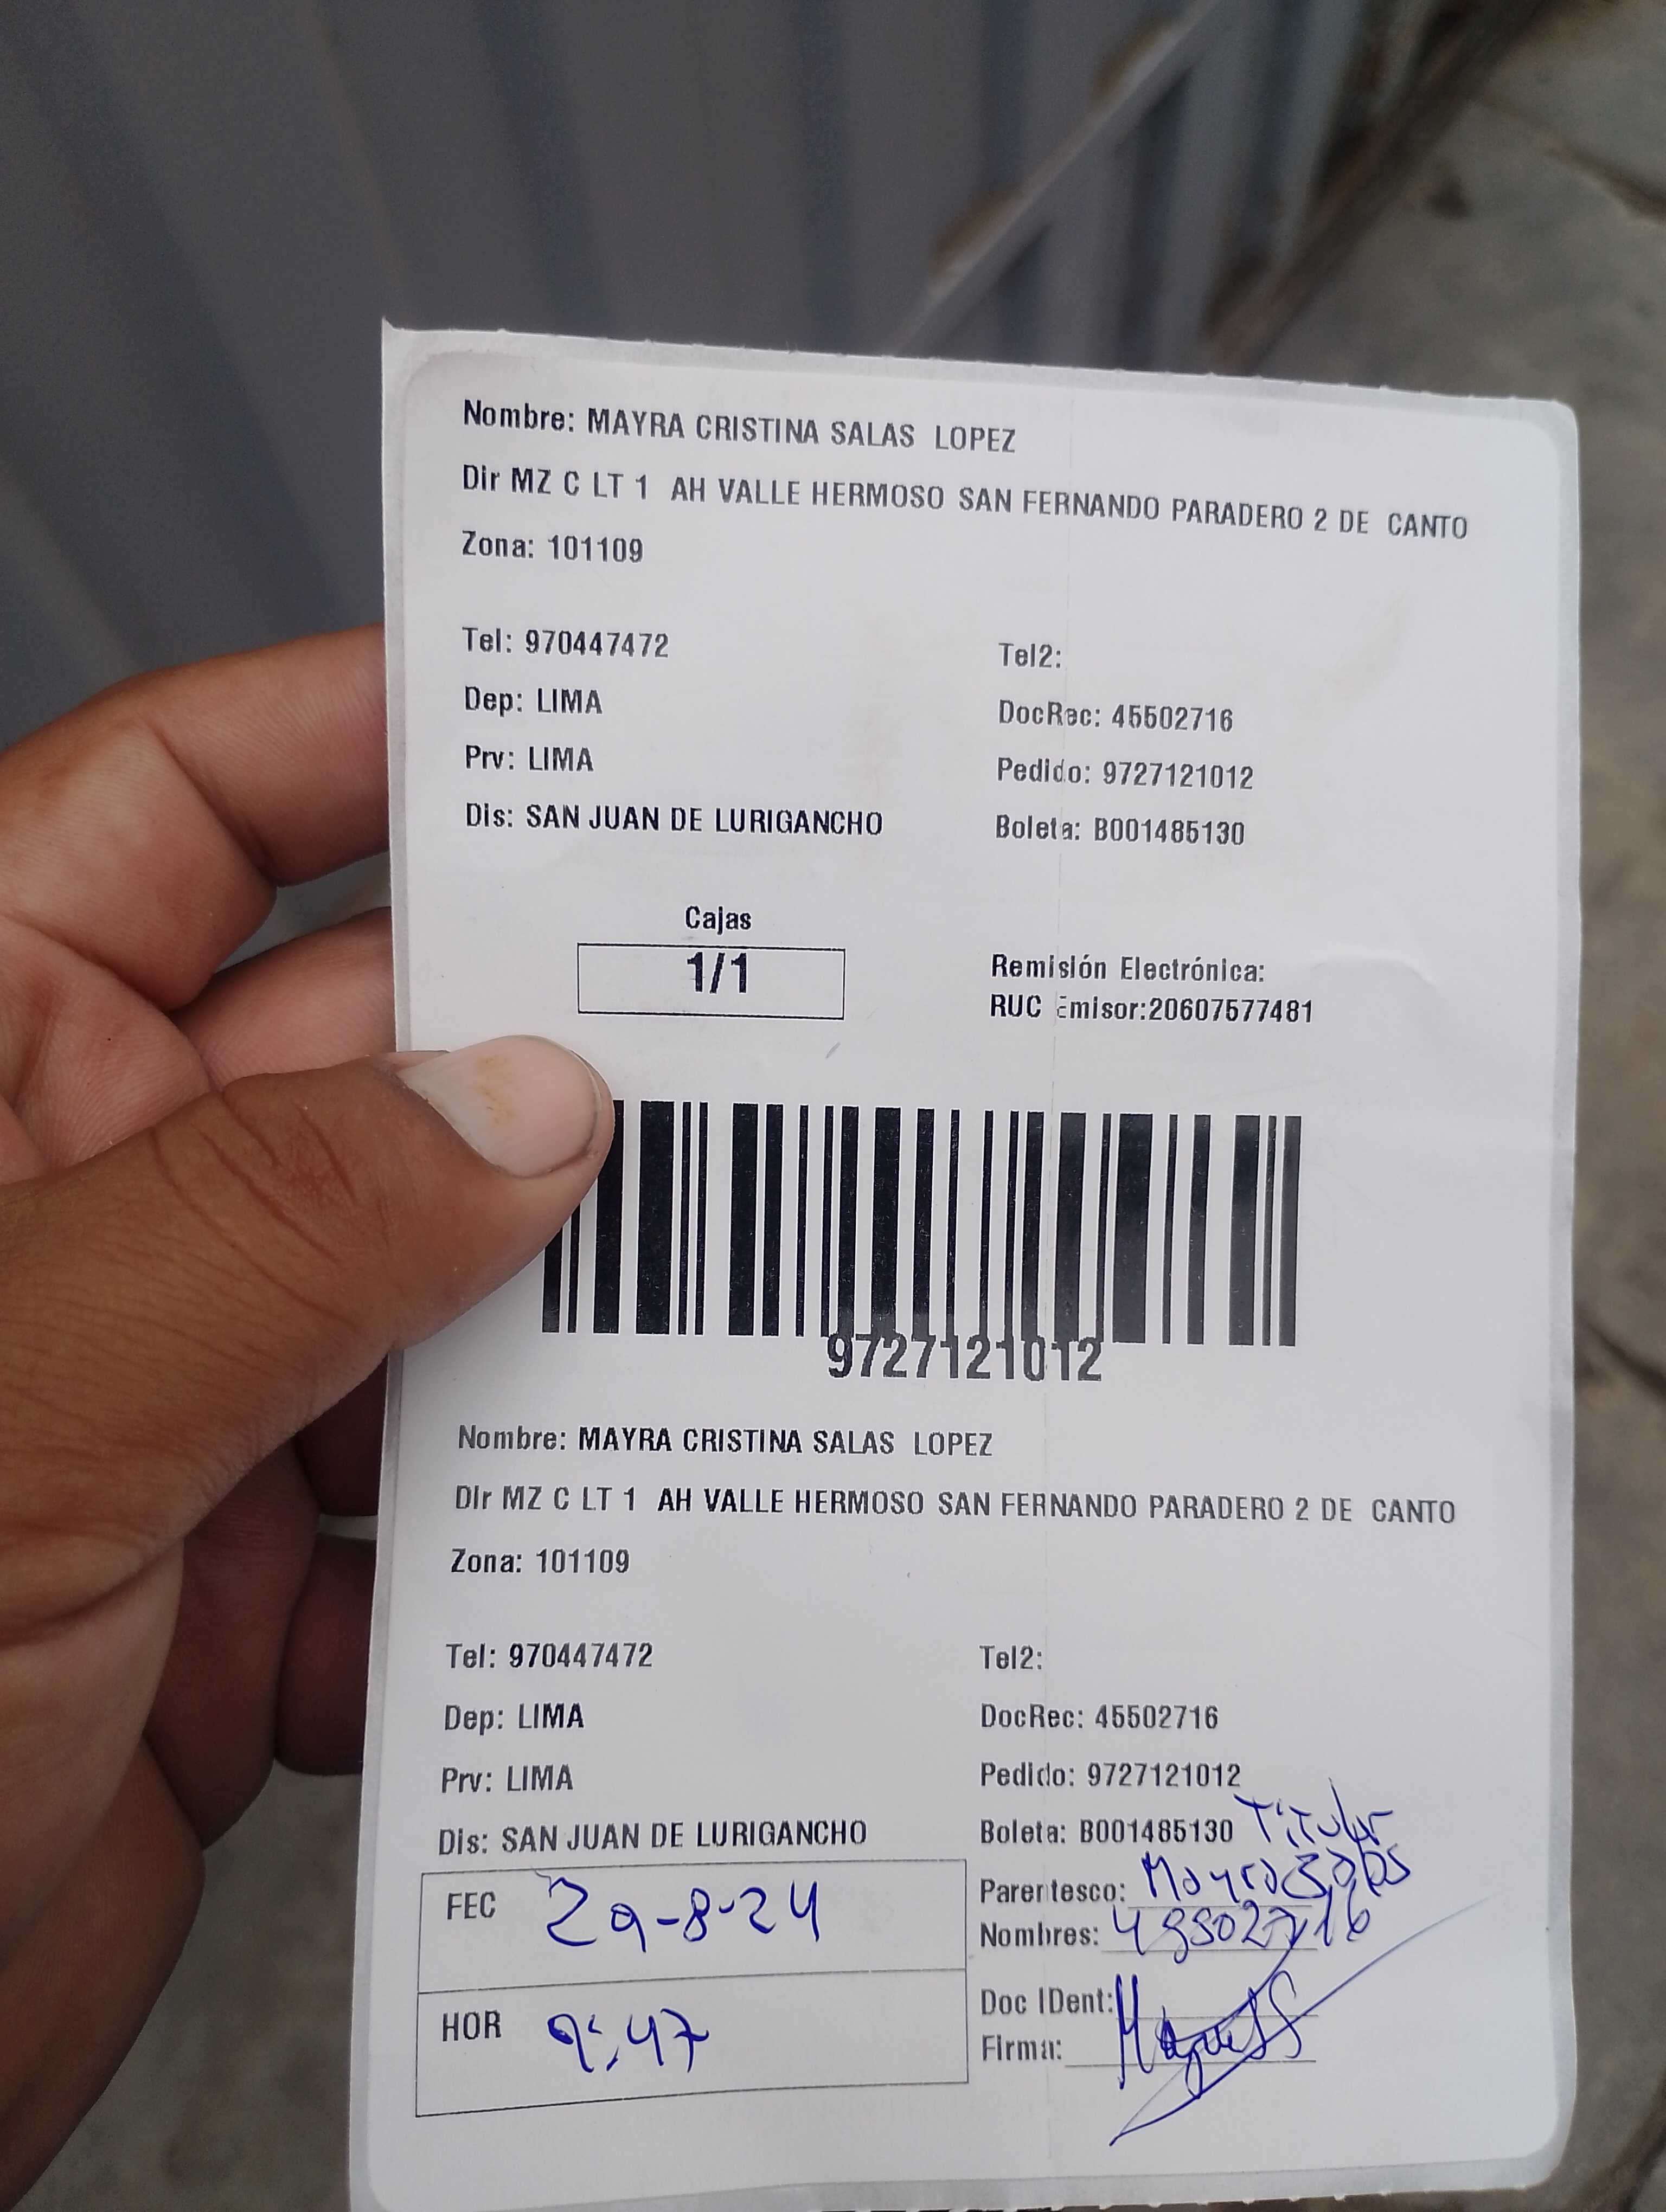 Nombre: MAYRA CRISTINA SALAS LOPEZ
Dir MZ C LT 1 AH VALLE HERMOSO SAN FERNANDO PARADERO 2 DE CANTO
Zona: 101109
Tel: 970447472
Tel2:
Dep: LIMA
DocRec: 45502716
Prv: LIMA
Pedido: 9727121012
Dis: SAN JUAN DE LURIGANCHO
Boleta: B001485130
Cajas
1/1
Remisión Electrónica:
RUC Emisor:20607577481
9727121012
Nombre: MAYRA CRISTINA SALAS LOPEZ
Dir MZ C LT 1 AH VALLE HERMOSO SAN FERNANDO PARADERO 2 DE CANTO
Zona: 101109
Tel: 970447472
Tel2:
Dep: LIMA
DocRec: 45502716
Prv: LIMA
Pedido: 9727121012
Dis: SAN JUAN DE LURIGANCHO
Boleta: B001485130 Titular
FEC 29-8-24
Parentesco: Mayra Salas
Nombres: 45502716
HOR 9:47
Doc IDent:
Firma: